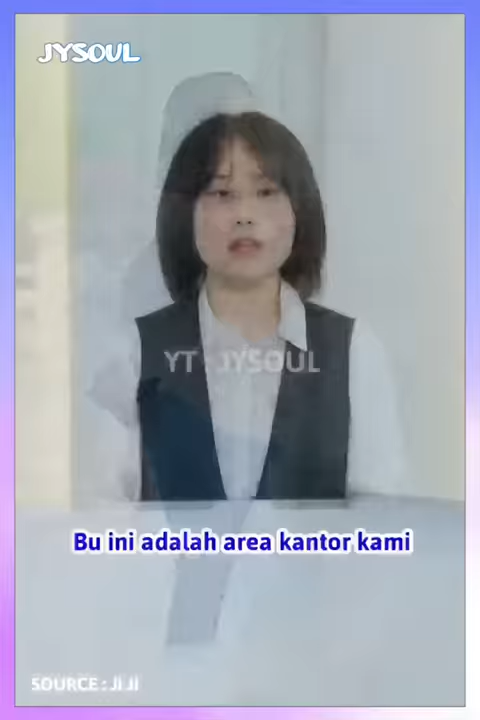 JYSOUL
YT : JYSOUL
Bu ini adalah area kantor kami
SOURCE : JI JI